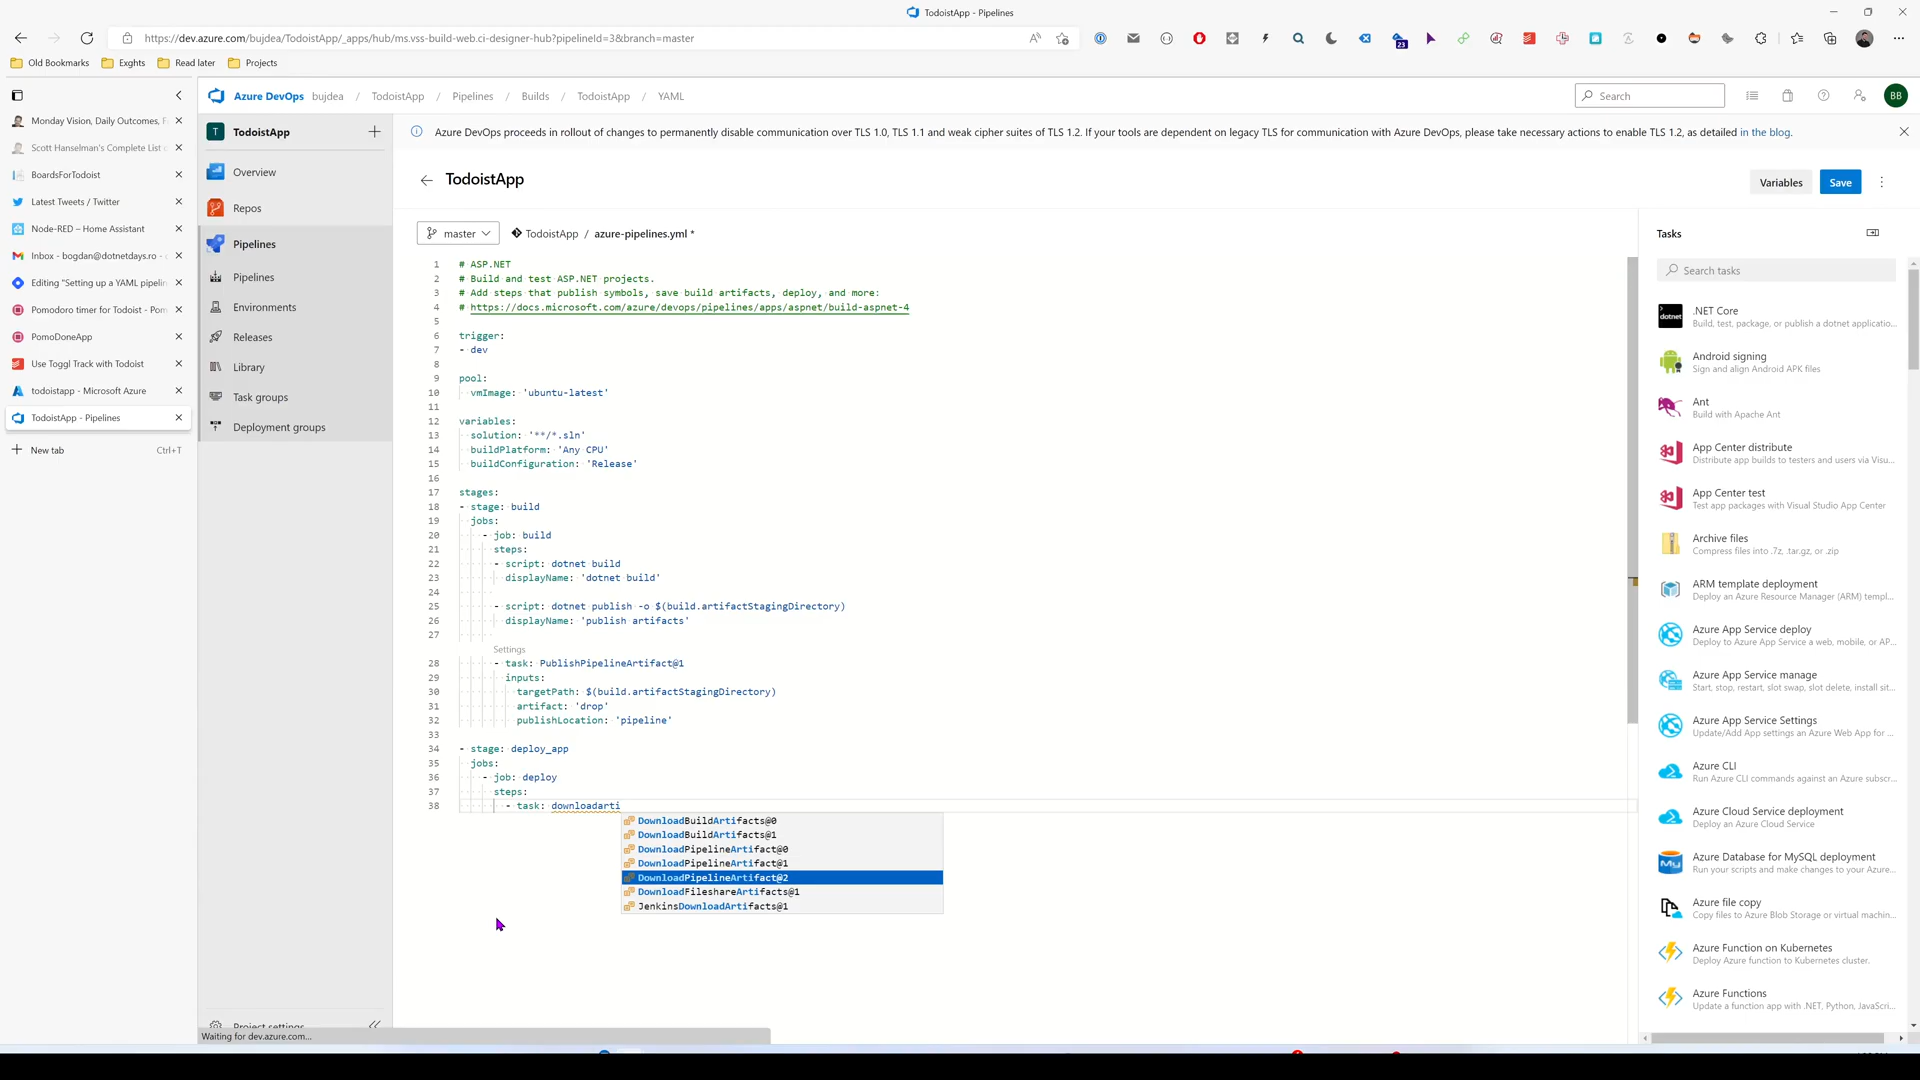 TodoistApp - Pipelines
https://dev.azure.com/bujdea/TodoistApp/_apps/hub/ms.vss-build-web.ci-designer-hub?pipelineId=3&branch=master
23
Old Bookmarks
Exghts
Read later
Projects
Monday Vision, Daily Outcomes, F
Scott Hanselman's Complete List o
BoardsForTodoist
Latest Tweets / Twitter
Node-RED – Home Assistant
Inbox - bogdan@dotnetdays.ro -
Editing "Setting up a YAML pipelin
Pomodoro timer for Todoist - Pom
PomoDoneApp
Use Toggl Track with Todoist
todoistapp - Microsoft Azure
TodoistApp - Pipelines
New tab Ctrl+T
Azure DevOps bujdea / TodoistApp / Pipelines / Builds / TodoistApp / YAML
Search
BB
T TodoistApp
Overview
Repos
Pipelines
Pipelines
Environments
Releases
Library
Task groups
Deployment groups
Project settings
Waiting for dev.azure.com...
Azure DevOps proceeds in rollout of changes to permanently disable communication over TLS 1.0, TLS 1.1 and weak cipher suites of TLS 1.2. If your tools are dependent on legacy TLS for communication with Azure DevOps, please take necessary actions to enable TLS 1.2, as detailed in the blog.
TodoistApp
Variables
Save
master
TodoistApp / azure-pipelines.yml *
1 # ASP.NET
2 # Build and test ASP.NET projects.
3 # Add steps that publish symbols, save build artifacts, deploy, and more:
4 # https://docs.microsoft.com/azure/devops/pipelines/apps/aspnet/build-aspnet-4
5
6 trigger:
7 - dev
8
9 pool:
10 vmImage: 'ubuntu-latest'
11
12 variables:
13 solution: '**/*.sln'
14 buildPlatform: 'Any CPU'
15 buildConfiguration: 'Release'
16
17 stages:
18 - stage: build
19 jobs:
20 - job: build
21 steps:
22 - script: dotnet build
23 displayName: 'dotnet build'
24
25 - script: dotnet publish -o $(build.artifactStagingDirectory)
26 displayName: 'publish artifacts'
27
Settings
28 - task: PublishPipelineArtifact@1
29 inputs:
30 targetPath: $(build.artifactStagingDirectory)
31 artifact: 'drop'
32 publishLocation: 'pipeline'
33
34 - stage: deploy_app
35 jobs:
36 - job: deploy
37 steps:
38 - task: downloadarti
DownloadBuildArtifacts@0
DownloadBuildArtifacts@1
DownloadPipelineArtifact@0
DownloadPipelineArtifact@1
DownloadPipelineArtifact@2
DownloadFileshareArtifacts@1
JenkinsDownloadArtifacts@1
Tasks
Search tasks
dotnet
.NET Core
Build, test, package, or publish a dotnet applicatio...
Android signing
Sign and align Android APK files
Ant
Build with Apache Ant
App Center distribute
Distribute app builds to testers and users via Visu...
App Center test
Test app packages with Visual Studio App Center
Archive files
Compress files into .7z, .tar.gz, or .zip
ARM template deployment
Deploy an Azure Resource Manager (ARM) templ...
Azure App Service deploy
Deploy to Azure App Service a web, mobile, or AP...
Azure App Service manage
Start, stop, restart, slot swap, slot delete, install sit...
Azure App Service Settings
Update/Add App settings an Azure Web App for ...
Azure CLI
Run Azure CLI commands against an Azure subscr...
Azure Cloud Service deployment
Deploy an Azure Cloud Service
Azure Database for MySQL deployment
Run your scripts and make changes to your Azure...
Azure file copy
Copy files to Azure Blob Storage or virtual machin...
Azure Function on Kubernetes
Deploy Azure function to Kubernetes cluster.
Azure Functions
Update a function app with .NET, Python, JavaScri...